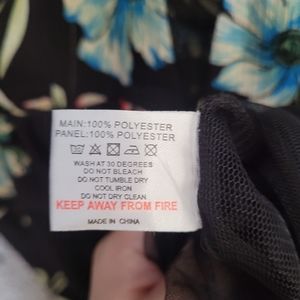 MAIN:100% POLYESTER
PANEL:100% POLYESTER
WASH AT 30 DEGREES
DO NOT BLEACH
DO NOT TUMBLE DRY
COOL IRON
DO NOT DRY CLEAN
KEEP AWAY FROM FIRE
MADE IN CHINA